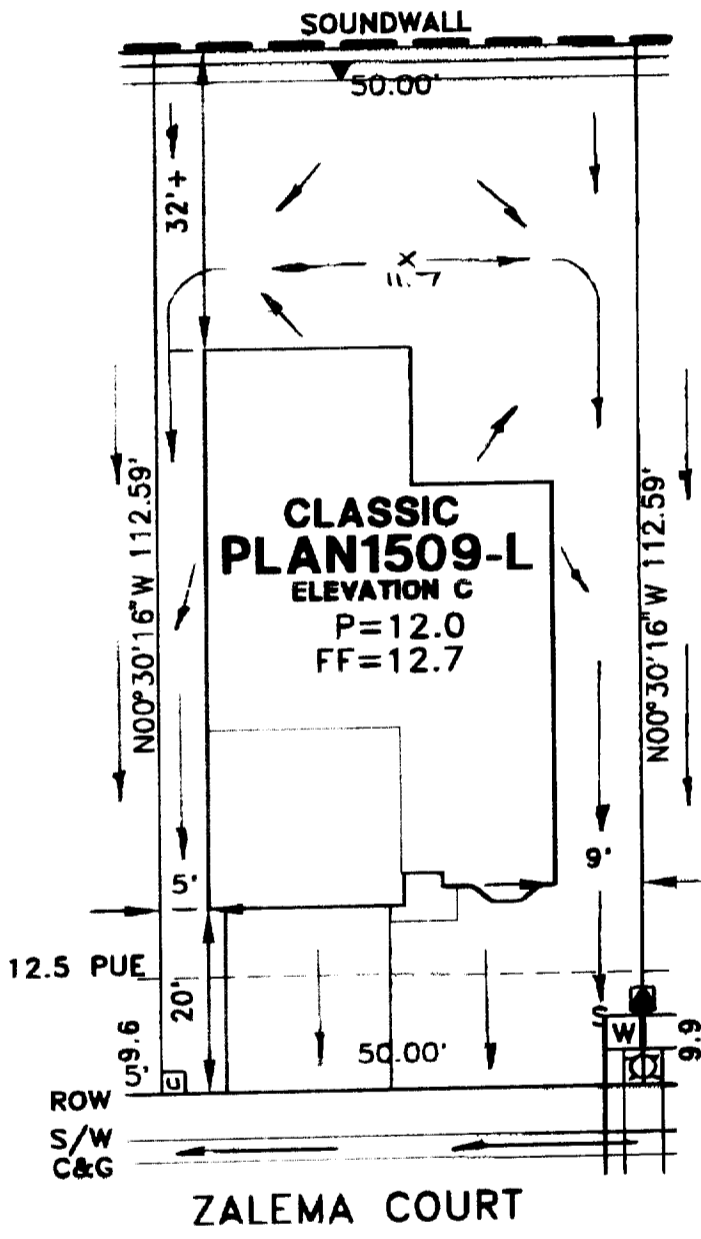 SOUNDWALL
50.00'
32'+
x
11.7
N00°30'16"W 112.59'
N00°30'16"W 112.59'
CLASSIC
PLAN1509-L
ELEVATION C
P=12.0
FF=12.7
5'
9'
12.5 PUE
20'
S
W
9.9
9.6
50.00'
5'
C
ROW
S/W
C&G
ZALEMA COURT